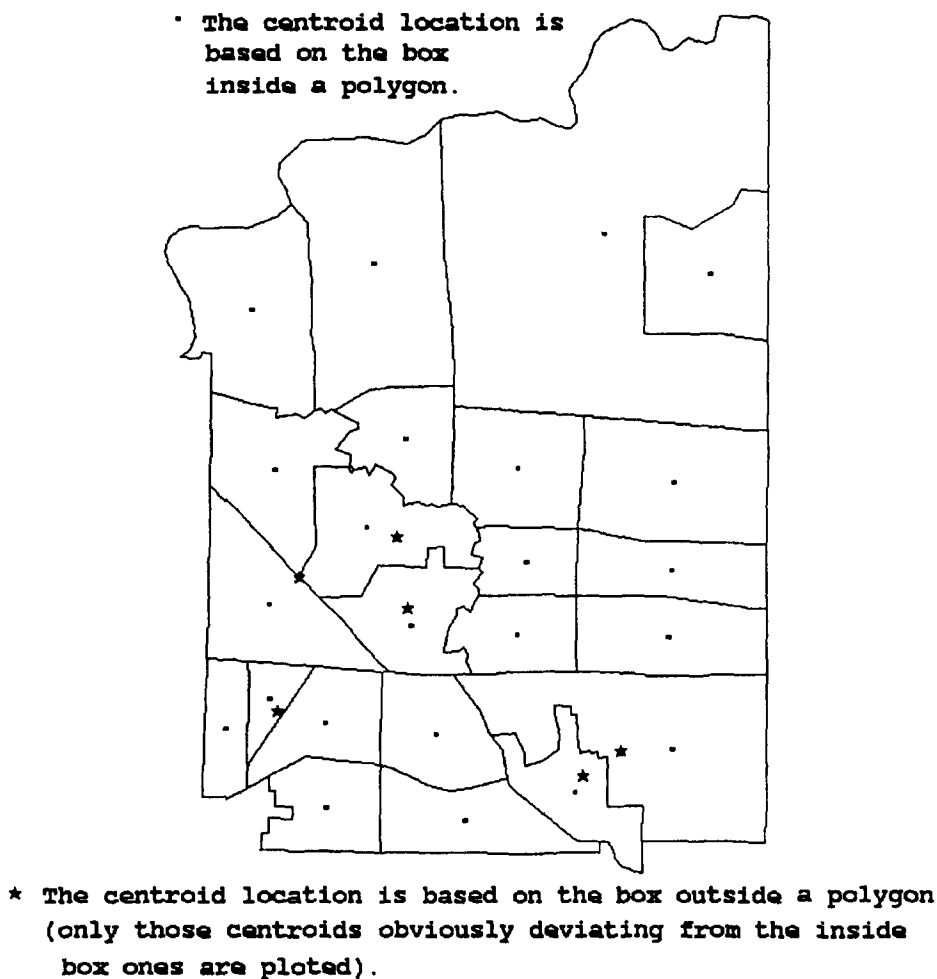 ▪ The centroid location is
based on the box
inside a polygon.
★ The centroid location is based on the box outside a polygon
(only those centroids obviously deviating from the inside
box ones are ploted).